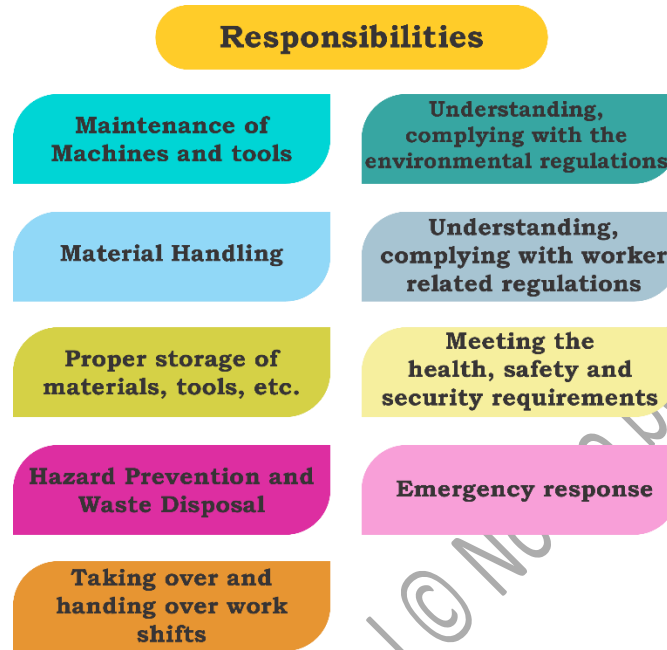 Responsibilities
Maintenance of
Machines and tools
Understanding,
complying with the
environmental regulations
Material Handling
Understanding,
complying with worker
related regulations
Proper storage of
materials, tools, etc.
Meeting the
health, safety and
security requirements
Hazard Prevention and
Waste Disposal
Emergency response
Taking over and
handing over work
shifts
©